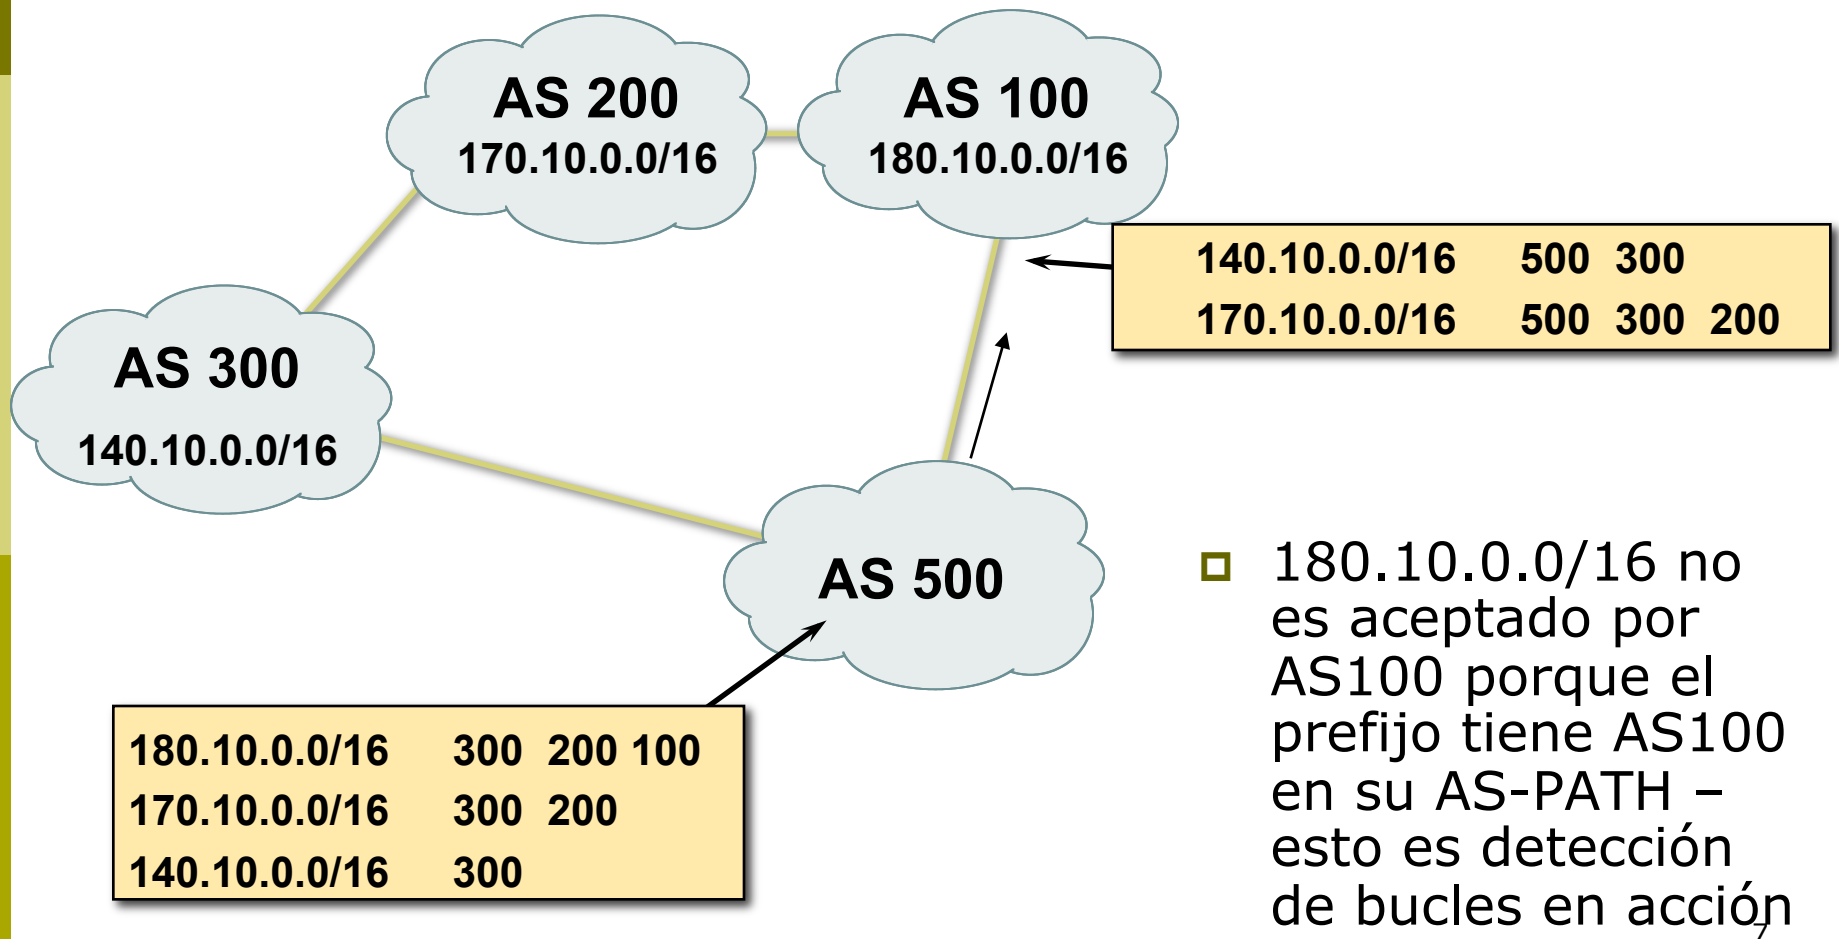 AS 200
170.10.0.0/16
AS 100
180.10.0.0/16
140.10.0.0/16 500 300
170.10.0.0/16 500 300 200
AS 300
140.10.0.0/16
AS 500
180.10.0.0/16 300 200 100
170.10.0.0/16 300 200
140.10.0.0/16 300
180.10.0.0/16 no
es aceptado por
AS100 porque el
prefijo tiene AS100
en su AS-PATH –
esto es detección
de bucles en acción
7